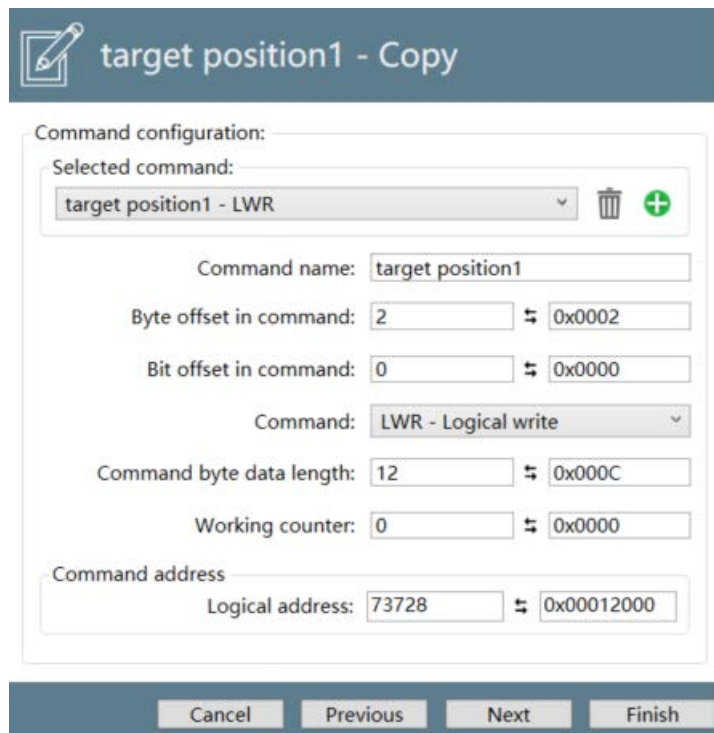 target position1 - Copy
Command configuration:
Selected command:
target position1 - LWR
Command name: target position1
Byte offset in command: 2 0x0002
Bit offset in command: 0 0x0000
Command: LWR - Logical write
Command byte data length: 12 0x000C
Working counter: 0 0x0000
Command address
Logical address: 73728 0x00012000
Cancel Previous Next Finish